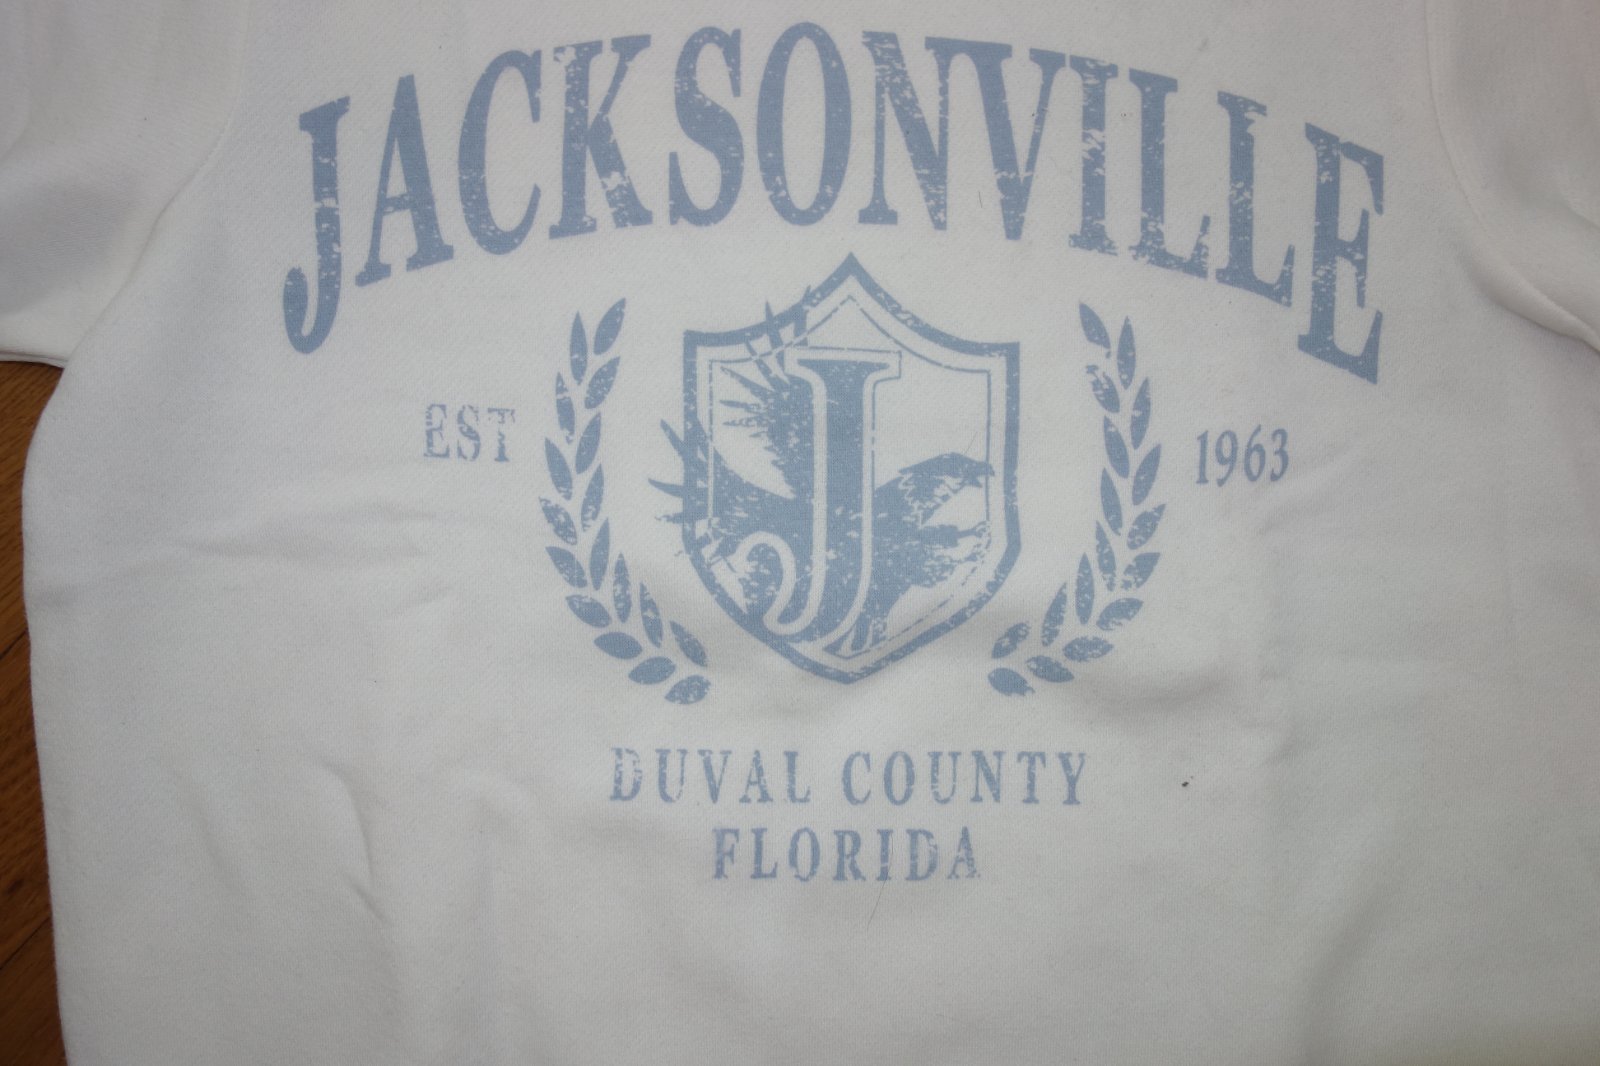 JACKSONVILLE
EST 1963
J
DUVAL COUNTY
FLORIDA